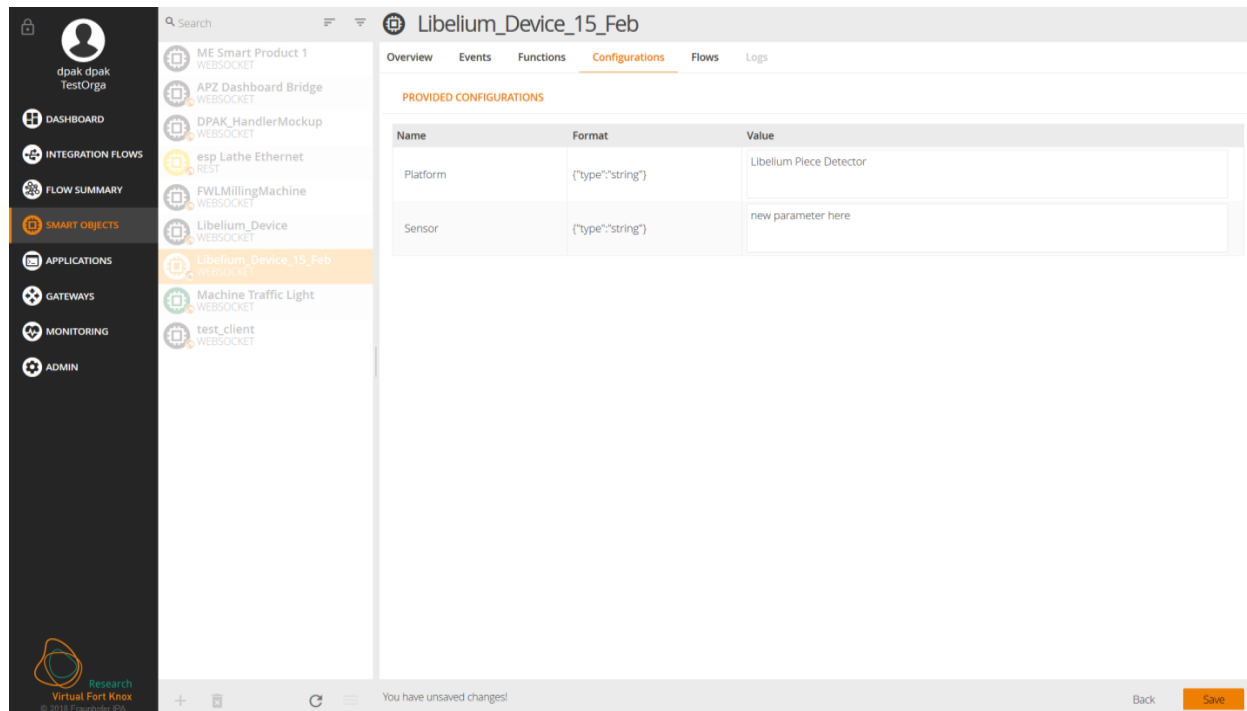 dpak dpak
TestOrga
DASHBOARD
INTEGRATION FLOWS
FLOW SUMMARY
SMART OBJECTS
APPLICATIONS
GATEWAYS
MONITORING
ADMIN
Research
Virtual Fort Knox
© 2018 Fraunhofer IPA
Search
ME Smart Product 1
WEBSOCKET
APZ Dashboard Bridge
WEBSOCKET
DPAK_HandlerMockup
WEBSOCKET
esp Lathe Ethernet
REST
FWLMillingMachine
WEBSOCKET
Libelium_Device
WEBSOCKET
Libelium_Device_15_Feb
WEBSOCKET
Machine Traffic Light
WEBSOCKET
test_client
WEBSOCKET
Libelium_Device_15_Feb
Overview Events Functions Configurations Flows Logs
PROVIDED CONFIGURATIONS
Name Format Value
Platform {"type":"string"} Libelium Piece Detector
Sensor {"type":"string"} new parameter here
You have unsaved changes!
Back Save